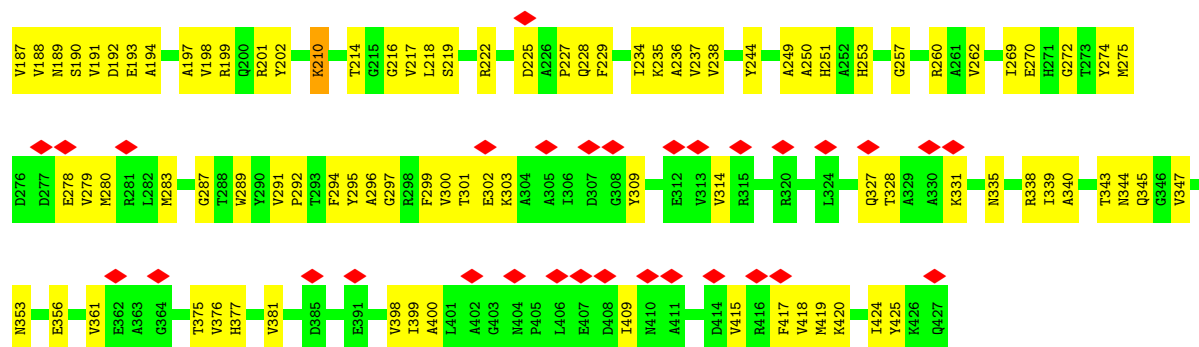 V187 V188 N189 S190 V191 D192 E193 A194 A197 V198 R199 Q200 R201 Y202 K210 T214 G215 G216 V217 L218 S219 R222 D225 A226 P227 Q228 F229 I234 K235 A236 V237 V238 Y244 A249 A250 H251 A252 H253 G257 R260 A261 V262 I269 E270 H271 G272 T273 Y274 M275
D276 D277 E278 V279 M280 R281 L282 M283 G287 T288 W289 Y290 V291 P292 T293 F294 Y295 A296 G297 R298 F299 V300 T301 E302 K303 A304 A305 I306 D307 G308 Y309 E312 V313 V314 R315 R320 L324 Q327 T328 A329 A330 K331 N335 R338 I339 A340 T343 N344 Q345 G346 V347
N353 E356 V361 E362 A363 G364 T375 V376 H377 V381 D385 E391 V398 I399 A400 L401 A402 G403 N404 P405 L406 E407 D408 I409 N410 A411 D414 V415 R416 F417 V418 M419 K420 I424 Y425 K426 Q427